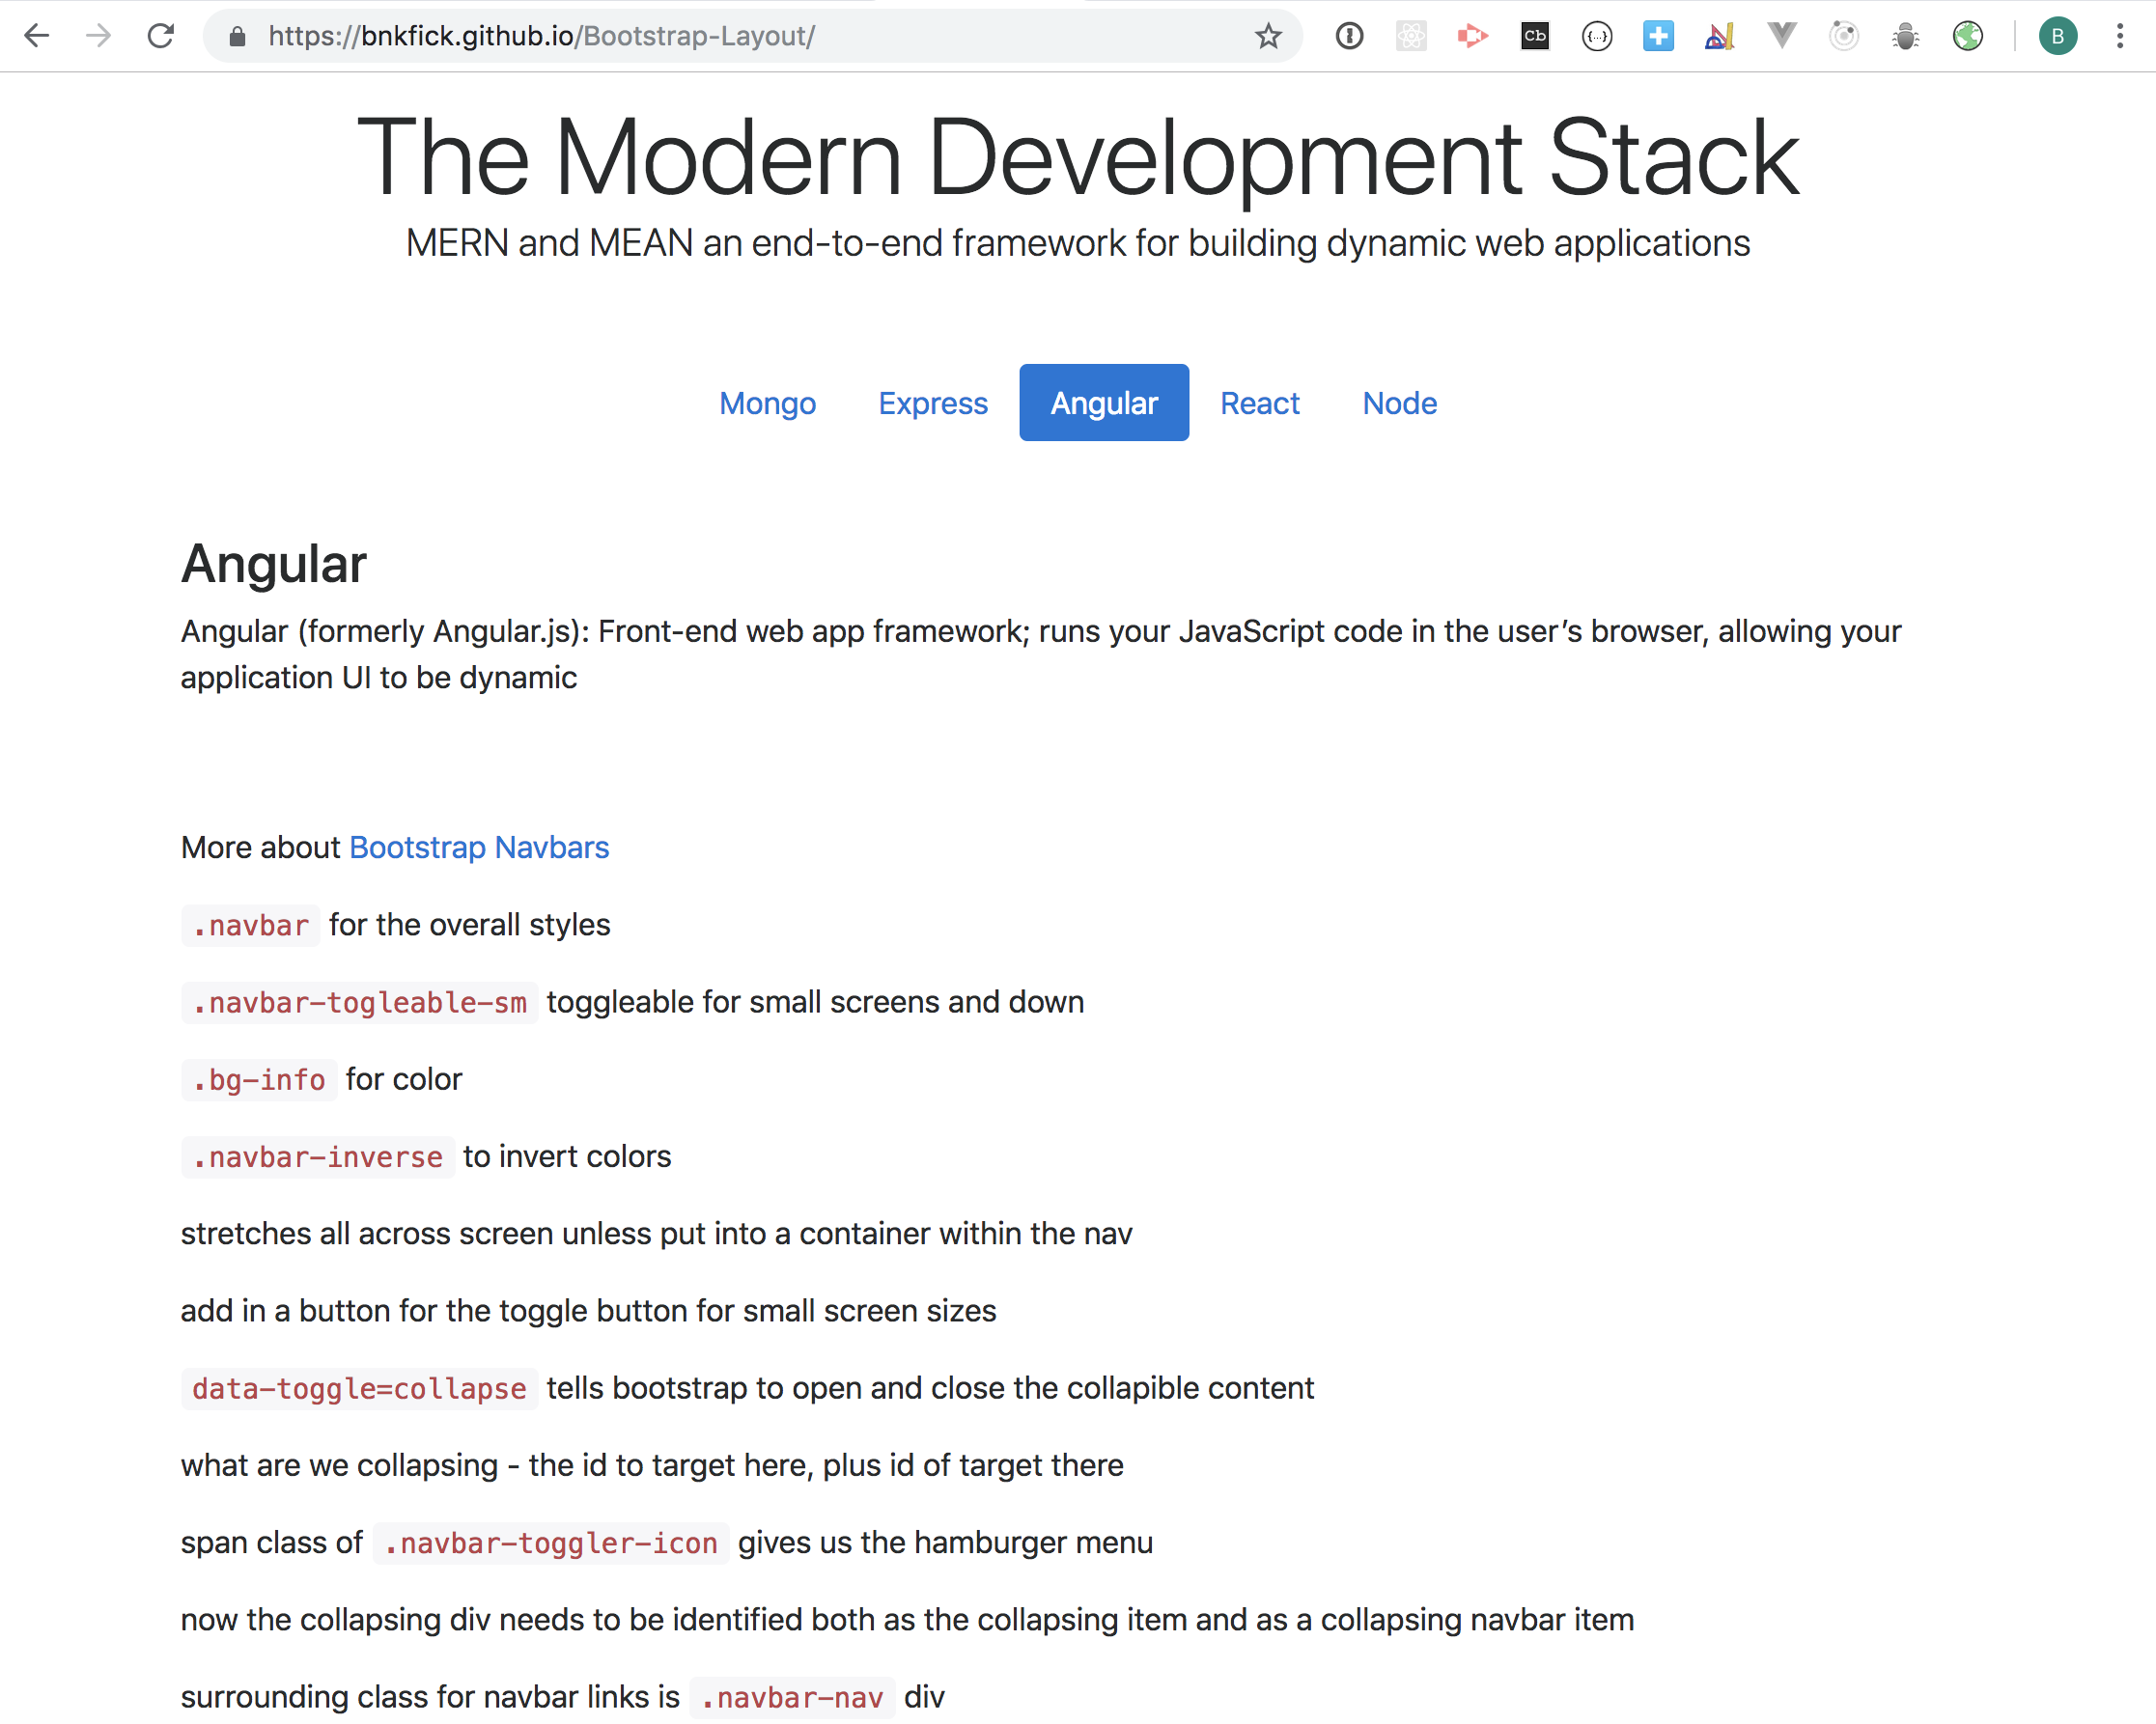 https://bnkfick.github.io/Bootstrap-Layout/
Cb
{...}
B
The Modern Development Stack
MERN and MEAN an end-to-end framework for building dynamic web applications
Mongo Express Angular React Node
Angular
Angular (formerly Angular.js): Front-end web app framework; runs your JavaScript code in the user’s browser, allowing your
application UI to be dynamic
More about Bootstrap Navbars
.navbar for the overall styles
.navbar-togleable-sm toggleable for small screens and down
.bg-info for color
.navbar-inverse to invert colors
stretches all across screen unless put into a container within the nav
add in a button for the toggle button for small screen sizes
data-toggle=collapse tells bootstrap to open and close the collapible content
what are we collapsing - the id to target here, plus id of target there
span class of .navbar-toggler-icon gives us the hamburger menu
now the collapsing div needs to be identified both as the collapsing item and as a collapsing navbar item
surrounding class for navbar links is .navbar-nav div